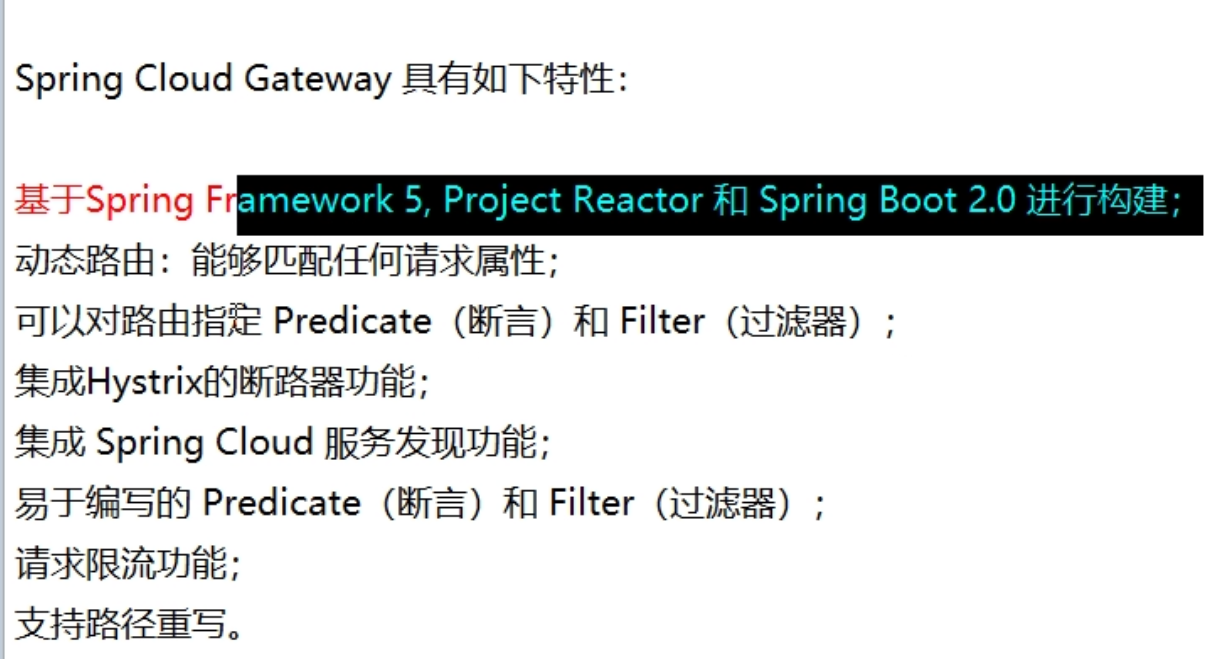 Spring Cloud Gateway 具有如下特性：
基于Spring Framework 5, Project Reactor 和 Spring Boot 2.0 进行构建；
动态路由：能够匹配任何请求属性；
可以对路由指定 Predicate（断言）和 Filter（过滤器）；
集成Hystrix的断路器功能；
集成 Spring Cloud 服务发现功能；
易于编写的 Predicate（断言）和 Filter（过滤器）；
请求限流功能；
支持路径重写。